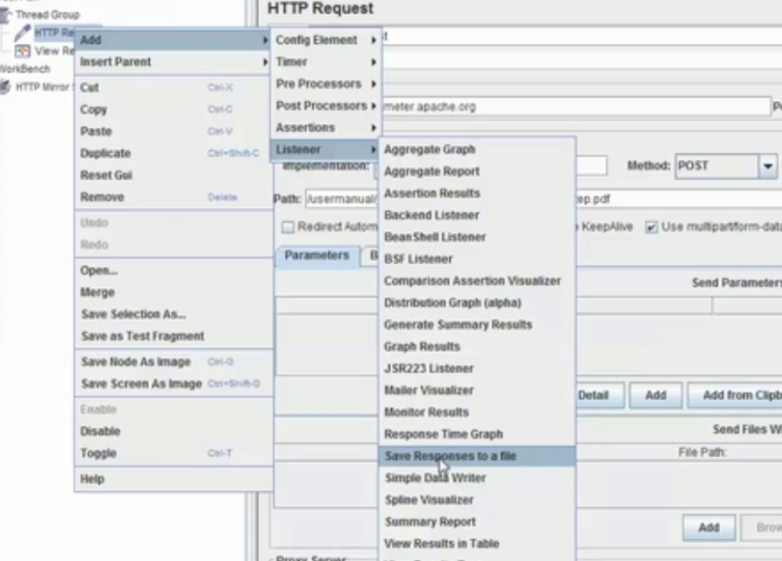 HTTP Request
Thread Group
HTTP Re
View Re
WorkBench
HTTP Mirror S
Add
Insert Parent
Cut Ctrl-X
Copy Ctrl-C
Paste Ctrl-V
Duplicate Ctrl+Shift-C
Reset Gui
Remove Delete
Undo
Redo
Open...
Merge
Save Selection As...
Save as Test Fragment
Save Node As Image Ctrl-G
Save Screen As Image Ctrl+Shift-G
Enable
Disable
Toggle Ctrl-T
Help
Config Element
Timer
Pre Processors
Post Processors
Assertions
Listener
Aggregate Graph
Aggregate Report
Assertion Results
Backend Listener
BeanShell Listener
BSF Listener
Comparison Assertion Visualizer
Distribution Graph (alpha)
Generate Summary Results
Graph Results
JSR223 Listener
Mailer Visualizer
Monitor Results
Response Time Graph
Save Responses to a file
Simple Data Writer
Spline Visualizer
Summary Report
View Results in Table
meter.apache.org
Implementation: Method: POST
Path: /usermanual/ ep.pdf
Redirect Autom KeepAlive Use multipart/form-data
Parameters B
Send Parameters
Detail Add Add from Clipb
Send Files Wi
File Path:
Add Brow
Proxy Server